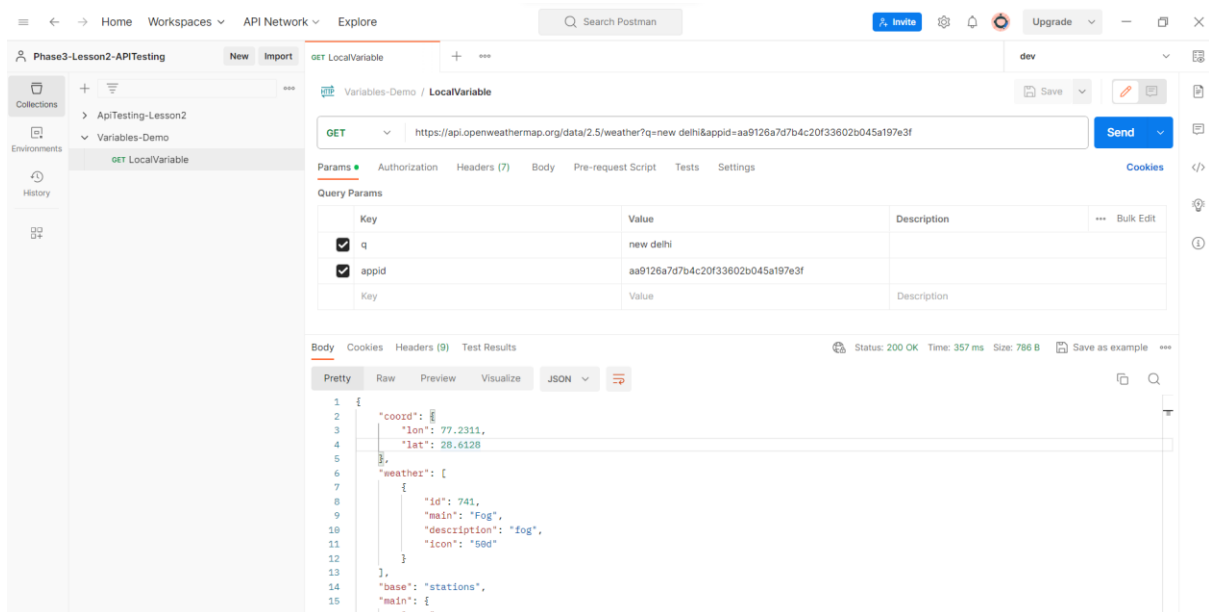 Home Workspaces API Network Explore Search Postman Invite Upgrade
Phase3-Lesson2-APITesting New Import GET LocalVariable dev
Collections
Environments
History
ApiTesting-Lesson2
Variables-Demo
GET LocalVariable
HTTP Variables-Demo / LocalVariable Save
GET https://api.openweathermap.org/data/2.5/weather?q=new delhi&appid=aa9126a7d7b4c20f33602b045a197e3f Send
Params Authorization Headers (7) Body Pre-request Script Tests Settings Cookies
Query Params
Key Value Description Bulk Edit
q new delhi
appid aa9126a7d7b4c20f33602b045a197e3f
Key Value Description
Body Cookies Headers (9) Test Results Status: 200 OK Time: 357 ms Size: 786 B Save as example
Pretty Raw Preview Visualize JSON
1 {
2 "coord": {
3 "lon": 77.2311,
4 "lat": 28.6128
5 },
6 "weather": [
7 {
8 "id": 741,
9 "main": "Fog",
10 "description": "fog",
11 "icon": "50d"
12 }
13 ],
14 "base": "stations",
15 "main": {